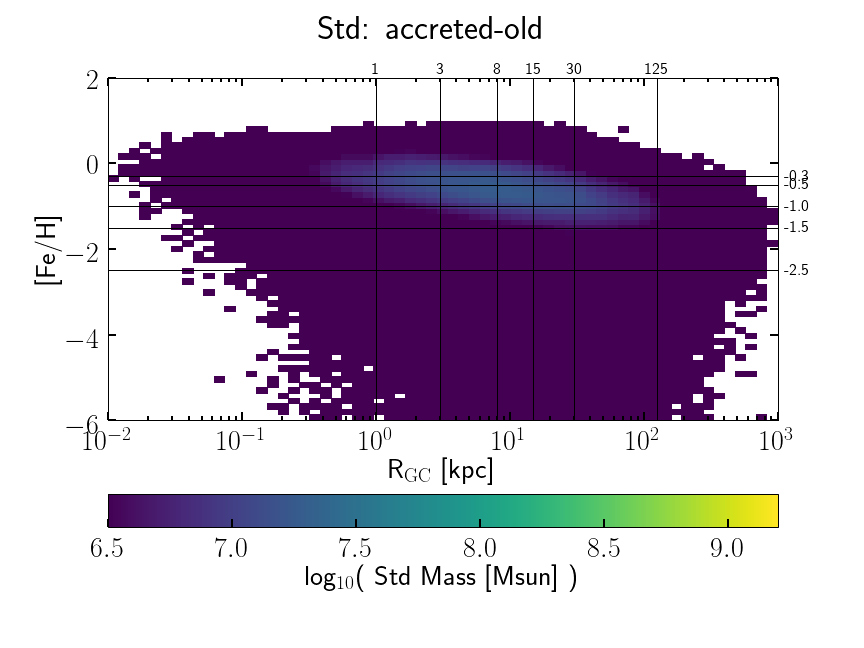 Std: accreted-old
1 3 8 15 30 125
2
0
−2
−4
−6
-0.3
-0.5
-1.0
-1.5
-2.5
[Fe/H]
10⁻² 10⁻¹ 10⁰ 10¹ 10² 10³
R_GC [kpc]
6.5 7.0 7.5 8.0 8.5 9.0
log₁₀( Std Mass [Msun] )